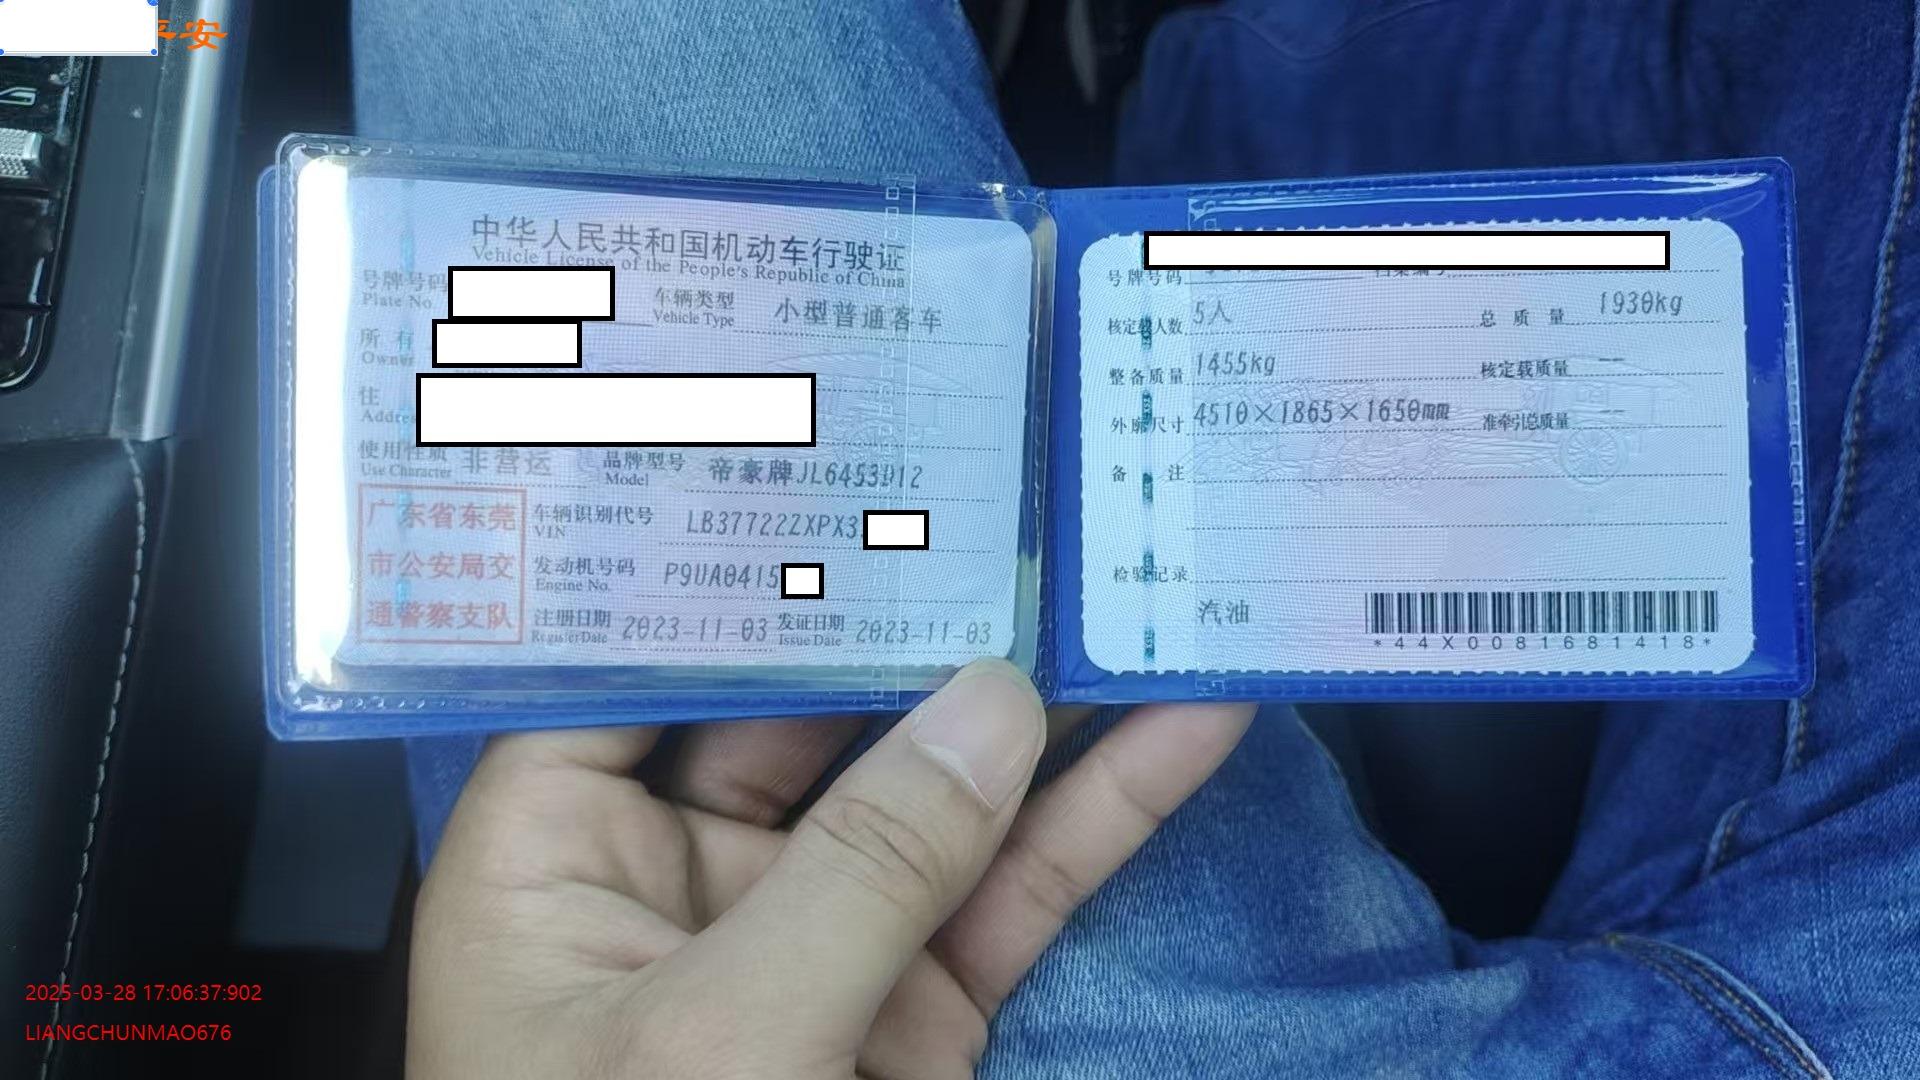 平安
中华人民共和国机动车行驶证
Vehicle License of the People's Republic of China
号牌号码
Plate No.
车辆类型
Vehicle Type
小型普通客车
所有
Owner
住
Addre
使用性质
Use Character
非营运
品牌型号
Model
帝豪牌JL6453D12
广东省东莞
市公安局交
通警察支队
车辆识别代号
VIN
LB37722ZXPX3
发动机号码
Engine No.
P9UA0415
注册日期
Register Date
2023-11-03
发证日期
Issue Date
2023-11-03
号牌号码
档案编号
核定载人数
5人
总质量
1930kg
整备质量
1455kg
核定载质量
--
外廓尺寸
4510×1865×1650mm
准牵引总质量
--
备注
检验记录
汽油
*44X0081681418*
2025-03-28 17:06:37:902
LIANGCHUNMAO676